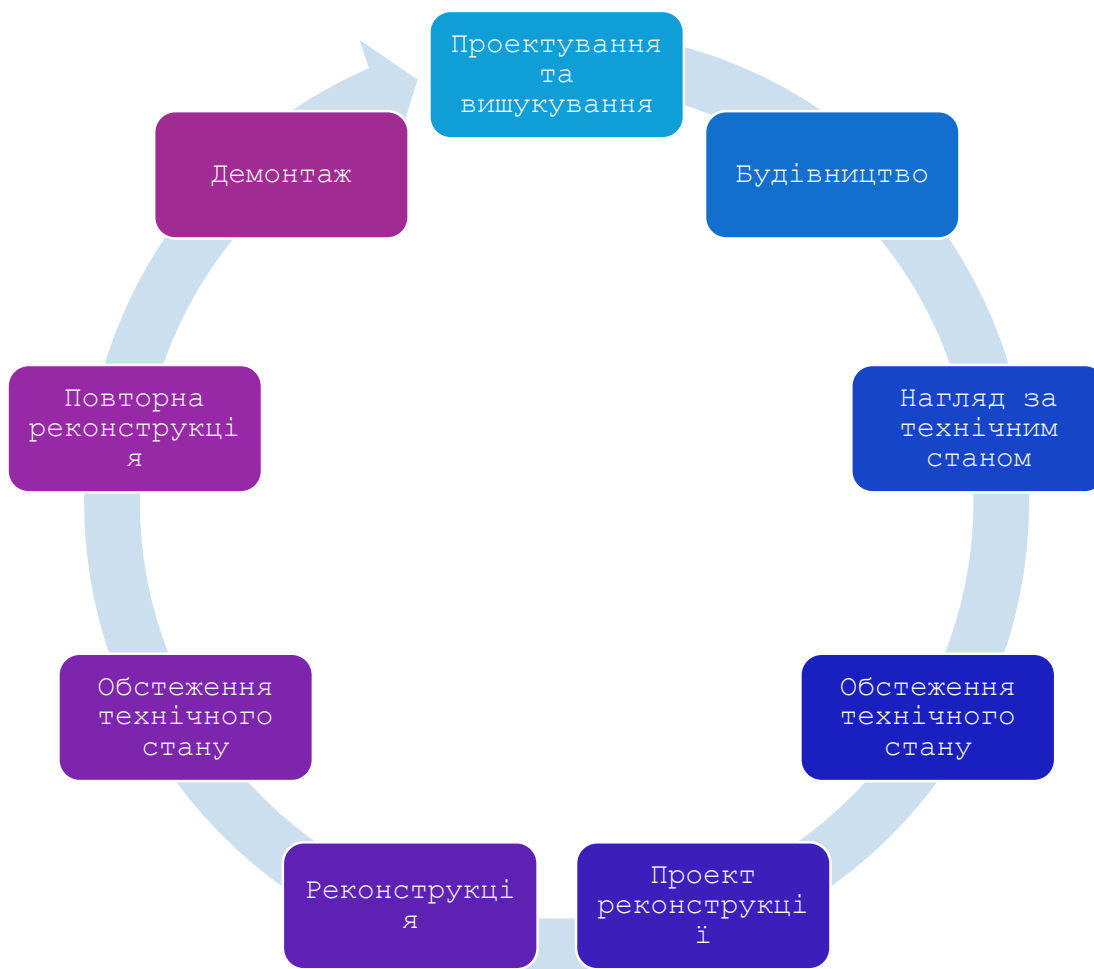 Проектування
та
вишукування
Будівництво
Нагляд за
технічним
станом
Обстеження
технічного
стану
Проект
реконструкці
ї
Реконструкці
я
Обстеження
технічного
стану
Повторна
реконструкці
я
Демонтаж